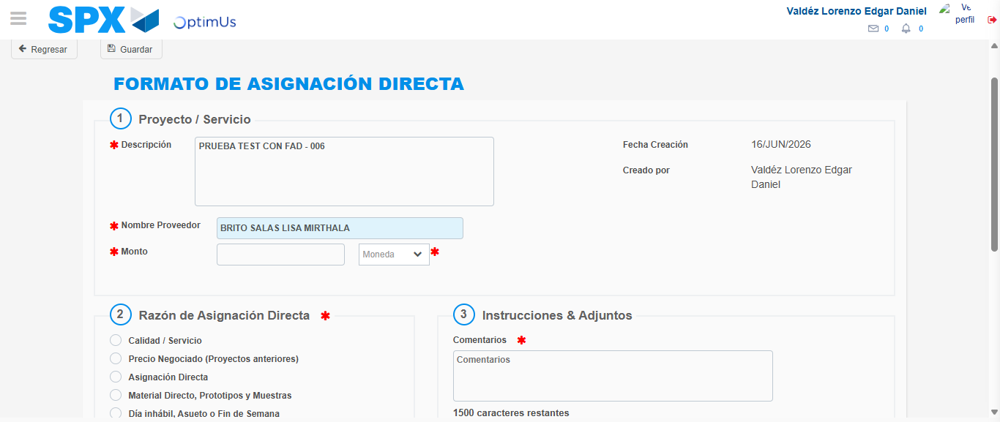 SPX
OptimUs
Valdéz Lorenzo Edgar Daniel
Ve
perfil
0
0
Regresar
Guardar
FORMATO DE ASIGNACIÓN DIRECTA
1 Proyecto / Servicio
* Descripción
PRUEBA TEST CON FAD - 006
Fecha Creación
16/JUN/2026
Creado por
Valdéz Lorenzo Edgar
Daniel
* Nombre Proveedor
BRITO SALAS LISA MIRTHALA
* Monto
Moneda *
2 Razón de Asignación Directa *
Calidad / Servicio
Precio Negociado (Proyectos anteriores)
Asignación Directa
Material Directo, Prototipos y Muestras
Día inhábil, Asueto o Fin de Semana
3 Instrucciones & Adjuntos
Comentarios *
Comentarios
1500 caracteres restantes